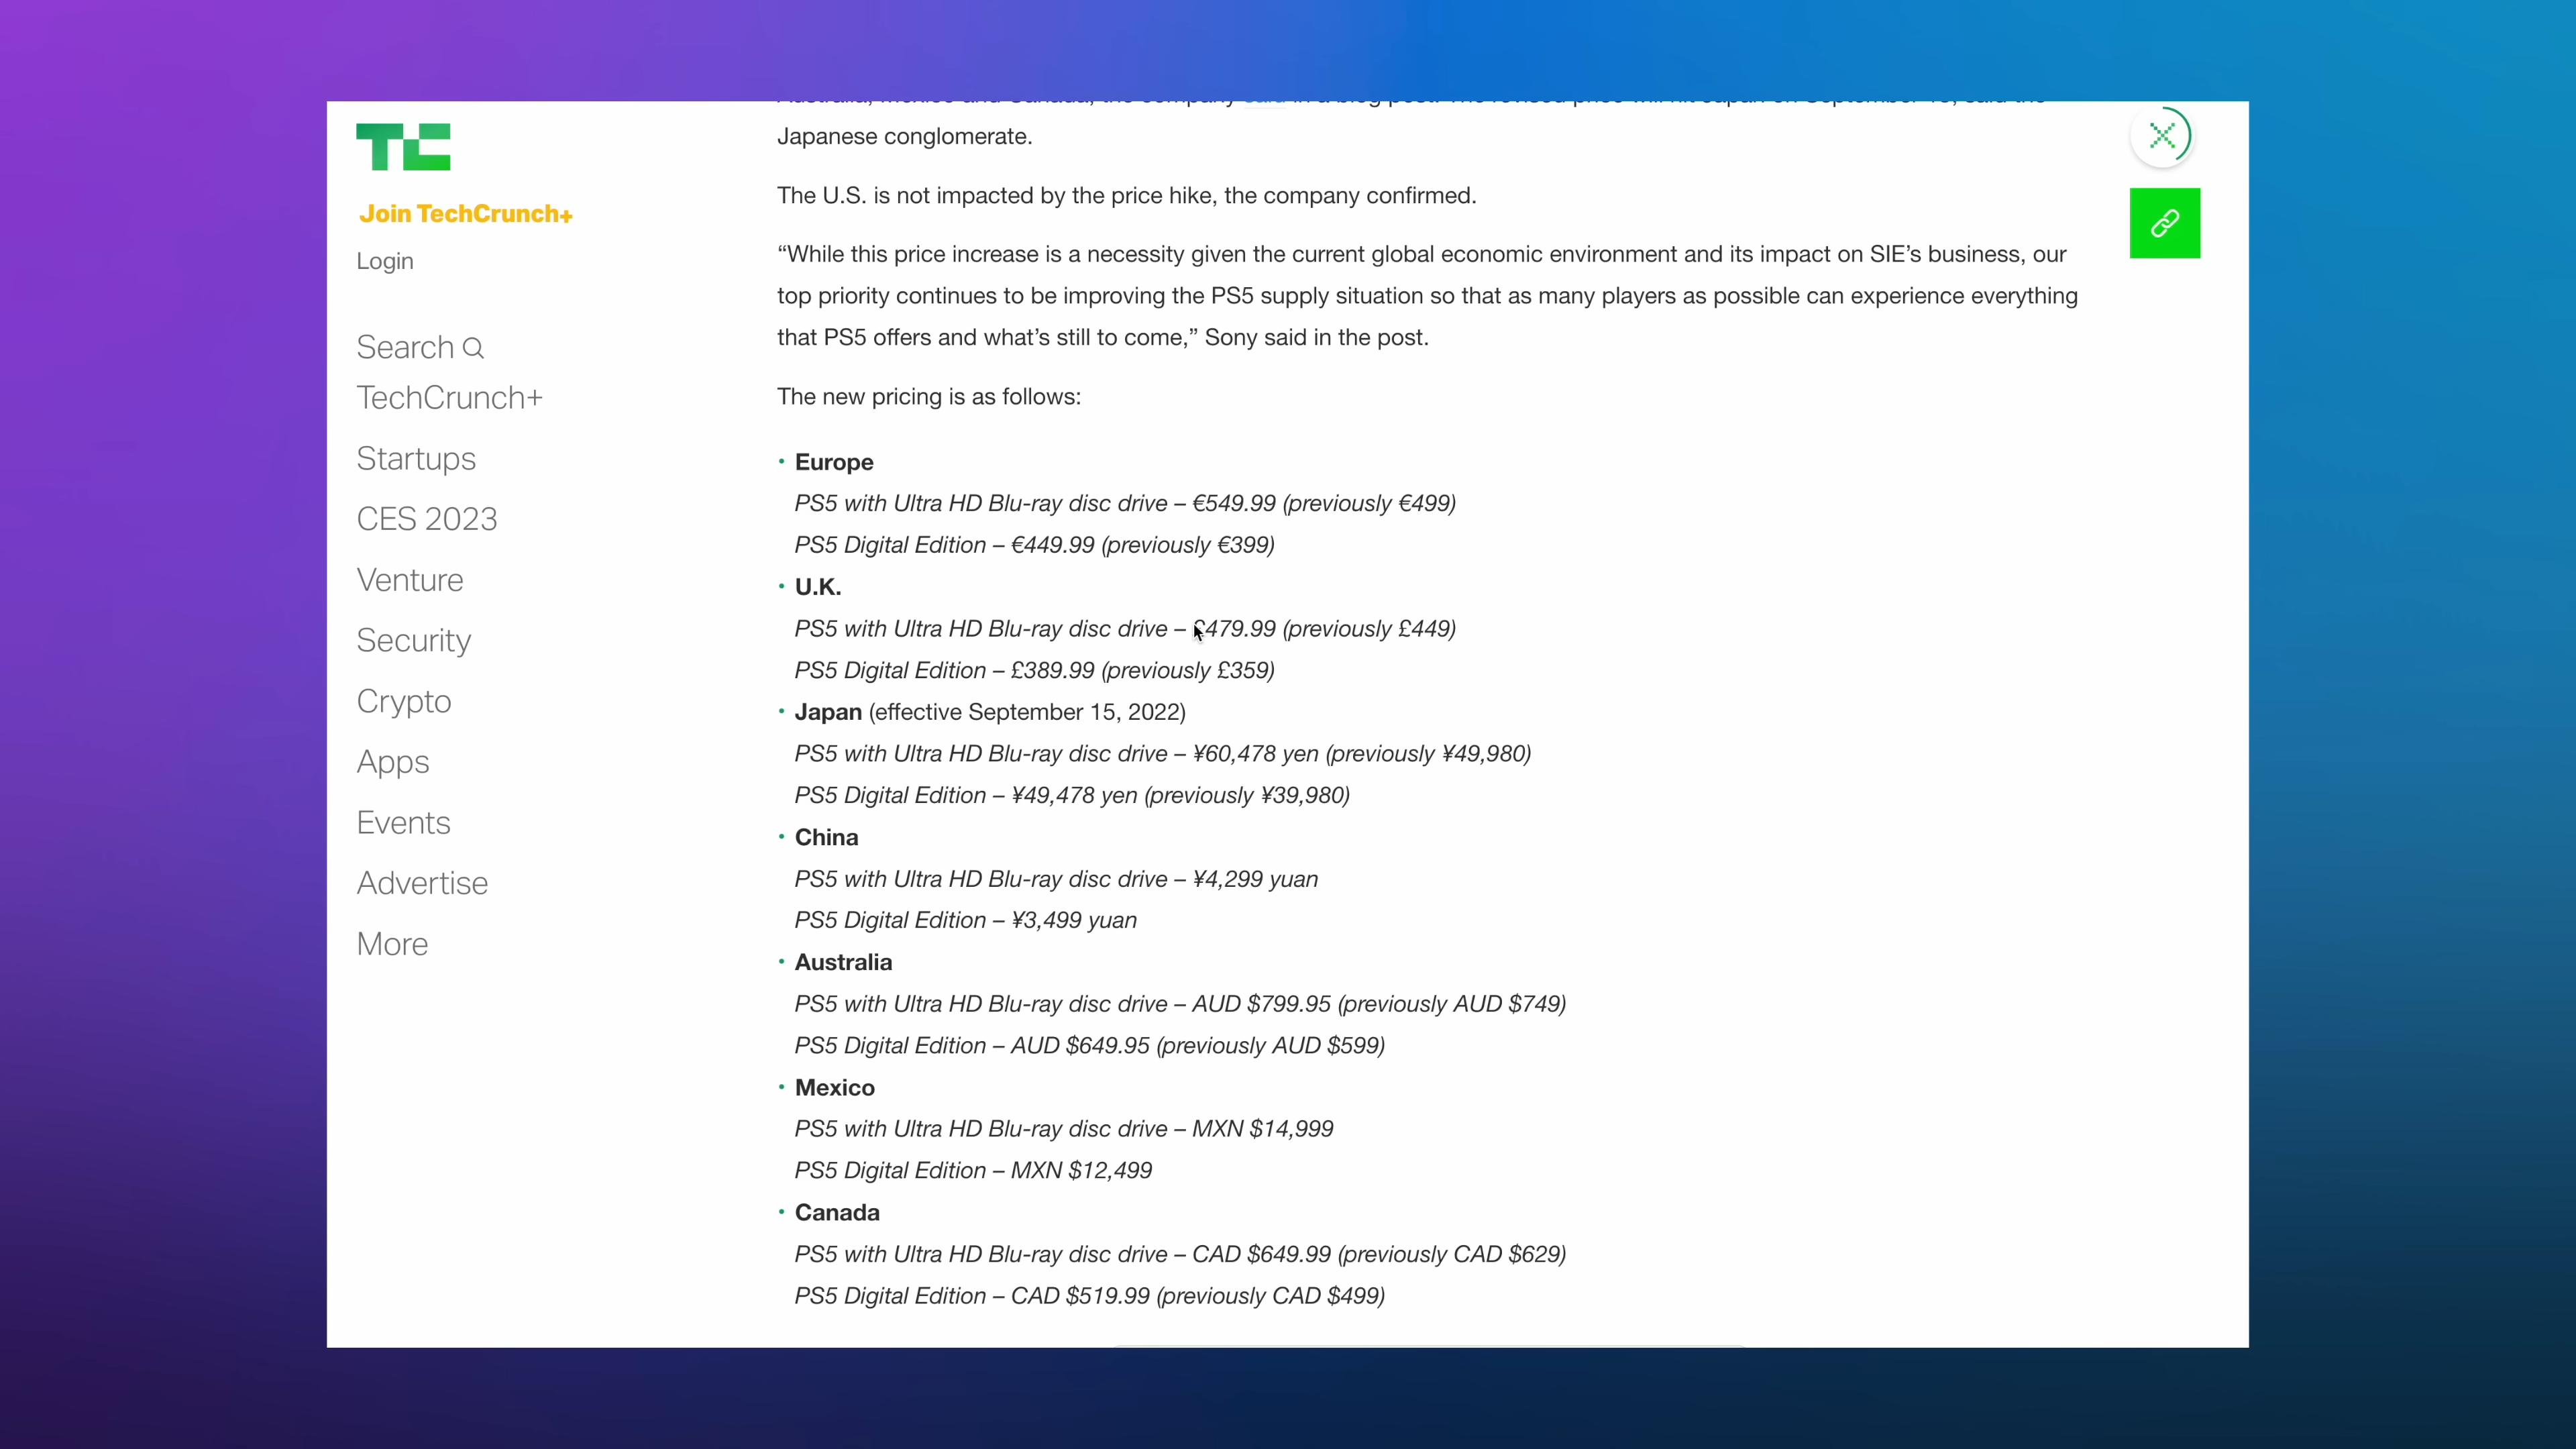 TC
Join TechCrunch+
Login
Search
TechCrunch+
Startups
CES 2023
Venture
Security
Crypto
Apps
Events
Advertise
More
Japanese conglomerate.
The U.S. is not impacted by the price hike, the company confirmed.
“While this price increase is a necessity given the current global economic environment and its impact on SIE’s business, our
top priority continues to be improving the PS5 supply situation so that as many players as possible can experience everything
that PS5 offers and what’s still to come,” Sony said in the post.
The new pricing is as follows:
• Europe
PS5 with Ultra HD Blu-ray disc drive – €549.99 (previously €499)
PS5 Digital Edition – €449.99 (previously €399)
• U.K.
PS5 with Ultra HD Blu-ray disc drive – £479.99 (previously £449)
PS5 Digital Edition – £389.99 (previously £359)
• Japan (effective September 15, 2022)
PS5 with Ultra HD Blu-ray disc drive – ¥60,478 yen (previously ¥49,980)
PS5 Digital Edition – ¥49,478 yen (previously ¥39,980)
• China
PS5 with Ultra HD Blu-ray disc drive – ¥4,299 yuan
PS5 Digital Edition – ¥3,499 yuan
• Australia
PS5 with Ultra HD Blu-ray disc drive – AUD $799.95 (previously AUD $749)
PS5 Digital Edition – AUD $649.95 (previously AUD $599)
• Mexico
PS5 with Ultra HD Blu-ray disc drive – MXN $14,999
PS5 Digital Edition – MXN $12,499
• Canada
PS5 with Ultra HD Blu-ray disc drive – CAD $649.99 (previously CAD $629)
PS5 Digital Edition – CAD $519.99 (previously CAD $499)